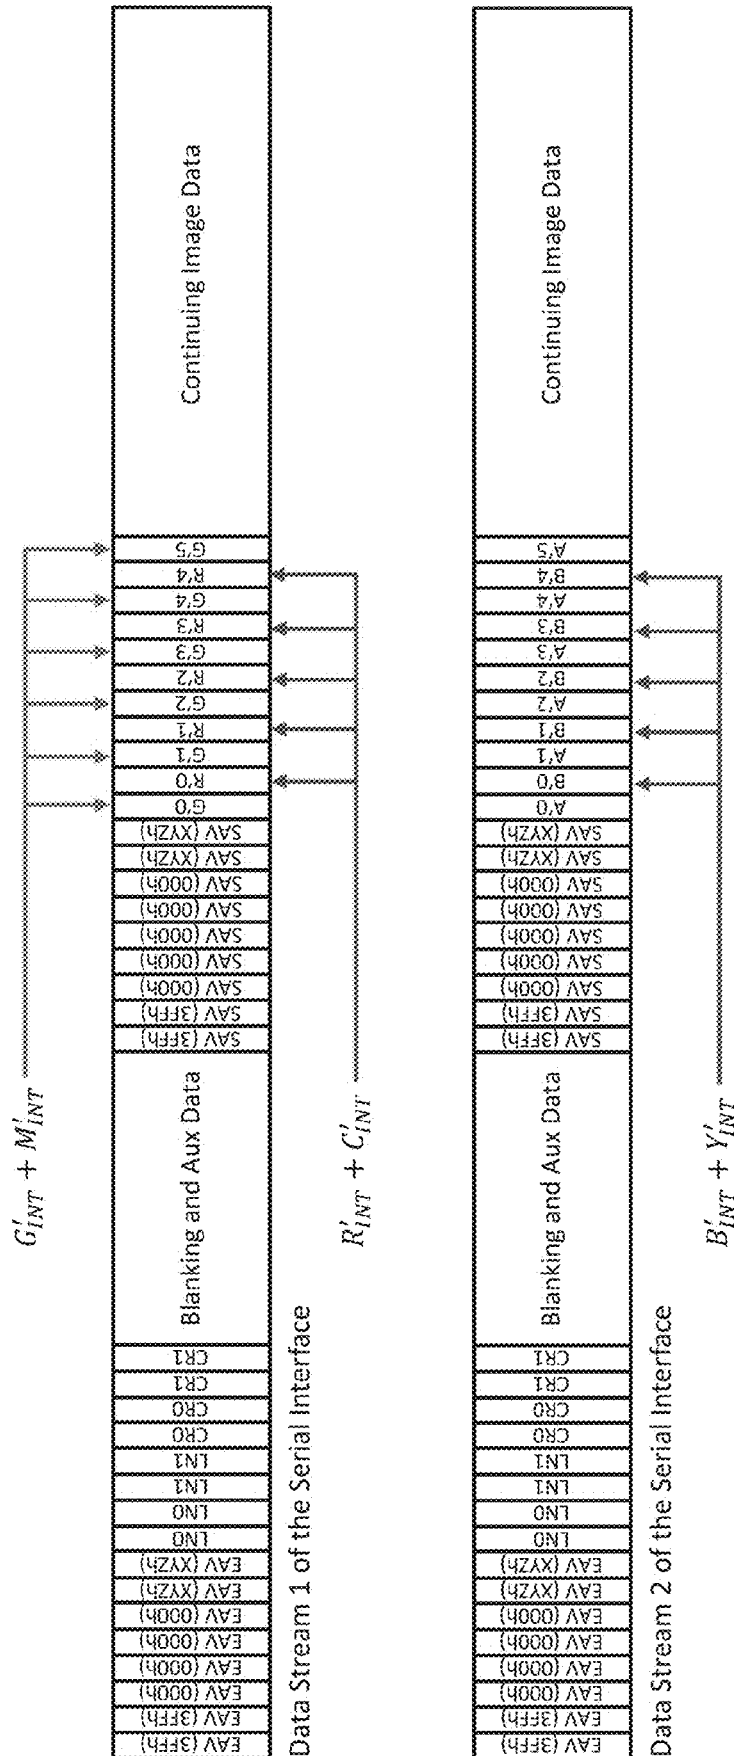 G'INT + M'INT
EAV (3FFh)
EAV (3FFh)
EAV (000h)
EAV (000h)
EAV (000h)
EAV (000h)
EAV (XYZh)
EAV (XYZh)
LN0
LN0
LN1
LN1
CR0
CR0
CR1
CR1
Blanking and Aux Data
SAV (3FFh)
SAV (3FFh)
SAV (000h)
SAV (000h)
SAV (000h)
SAV (000h)
SAV (000h)
SAV (XYZh)
SAV (XYZh)
G'0
R'0
G'1
R'1
G'2
R'2
G'3
R'3
G'4
R'4
G'5
Continuing Image Data
Data Stream 1 of the Serial Interface
R'INT + C'INT
EAV (3FFh)
EAV (3FFh)
EAV (000h)
EAV (000h)
EAV (000h)
EAV (000h)
EAV (XYZh)
EAV (XYZh)
LN0
LN0
LN1
LN1
CR0
CR0
CR1
CR1
Blanking and Aux Data
SAV (3FFh)
SAV (3FFh)
SAV (000h)
SAV (000h)
SAV (000h)
SAV (000h)
SAV (000h)
SAV (XYZh)
SAV (XYZh)
A'0
B'0
A'1
B'1
A'2
B'2
A'3
B'3
A'4
B'4
A'5
Continuing Image Data
Data Stream 2 of the Serial Interface
B'INT + Y'INT